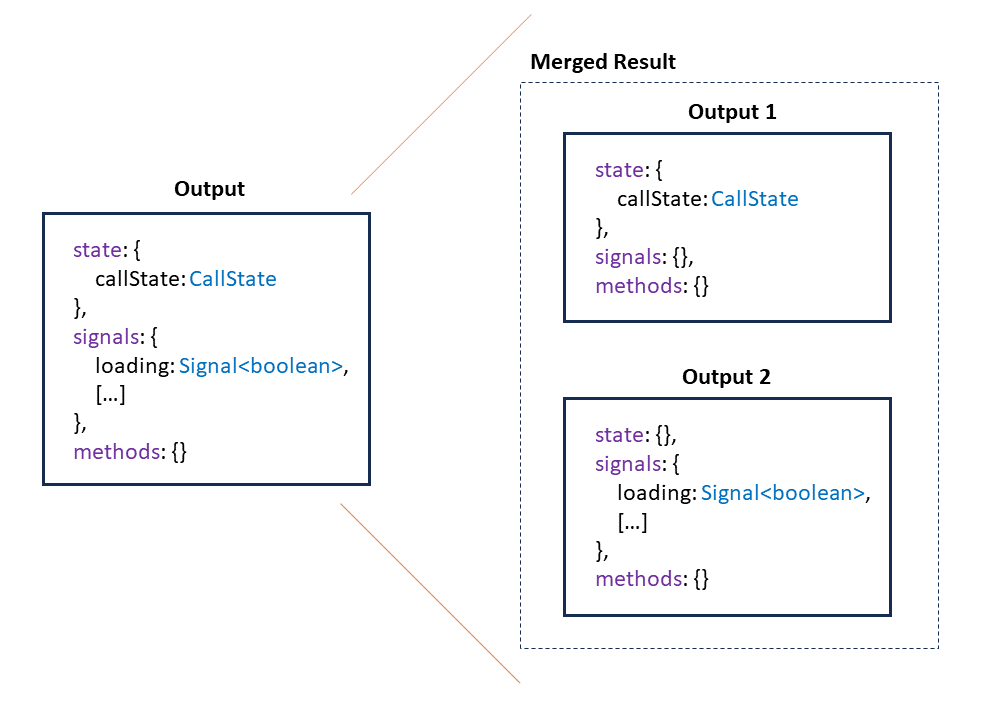 Output
state: {
callState: CallState
},
signals: {
loading: Signal<boolean>,
[…]
},
methods: {}
Merged Result
Output 1
state: {
callState: CallState
},
signals: {},
methods: {}
Output 2
state: {},
signals: {
loading: Signal<boolean>,
[…]
},
methods: {}